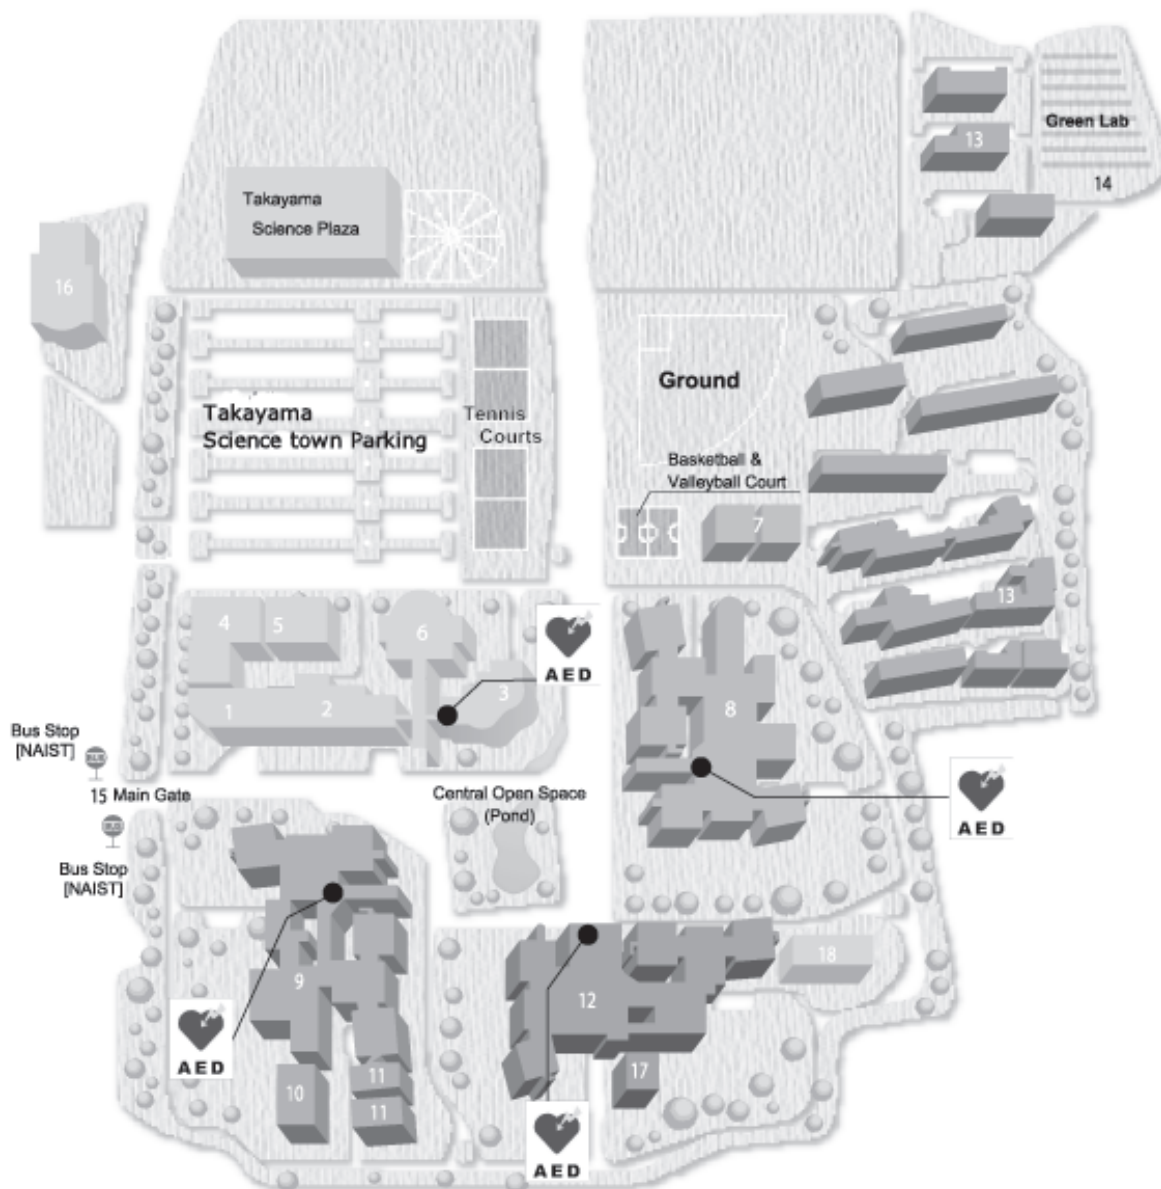 Green Lab
13
14
Takayama
Science Plaza
16
Ground
Takayama
Science town Parking
Tennis
Courts
Basketball &
Valleyball Court
7
13
4
5
6
AED
3
1
2
8
Bus Stop
[NAIST]
BUS
15 Main Gate
Central Open Space
(Pond)
AED
BUS
Bus Stop
[NAIST]
9
12
18
AED
10
11
11
17
AED